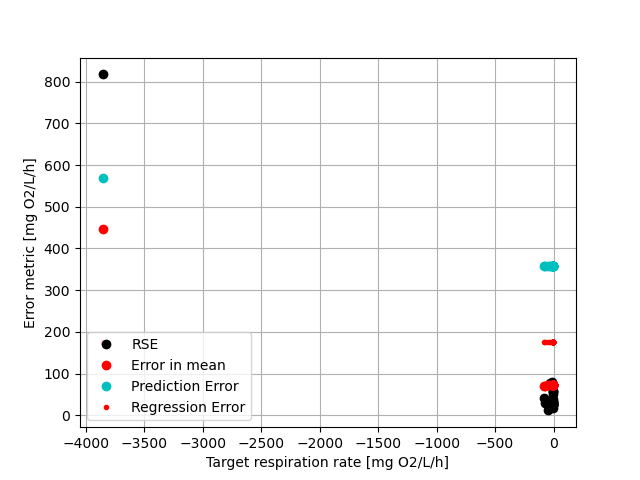 800
700
600
500
400
300
200
100
0
Error metric [mg O2/L/h]
RSE
Error in mean
Prediction Error
Regression Error
−4000 −3500 −3000 −2500 −2000 −1500 −1000 −500 0
Target respiration rate [mg O2/L/h]